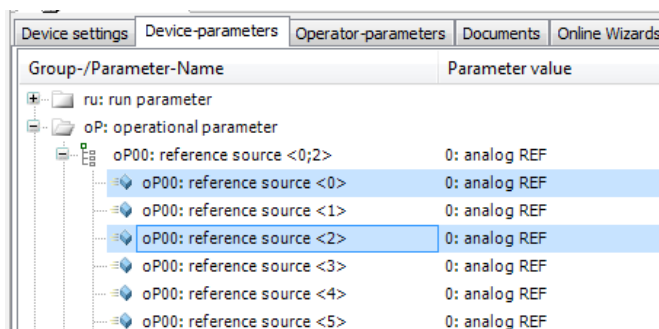 Device settings Device-parameters Operator-parameters Documents Online Wizards
Group-/Parameter-Name Parameter value
ru: run parameter
oP: operational parameter
oP00: reference source <0;2> 0: analog REF
oP00: reference source <0> 0: analog REF
oP00: reference source <1> 0: analog REF
oP00: reference source <2> 0: analog REF
oP00: reference source <3> 0: analog REF
oP00: reference source <4> 0: analog REF
oP00: reference source <5> 0: analog REF